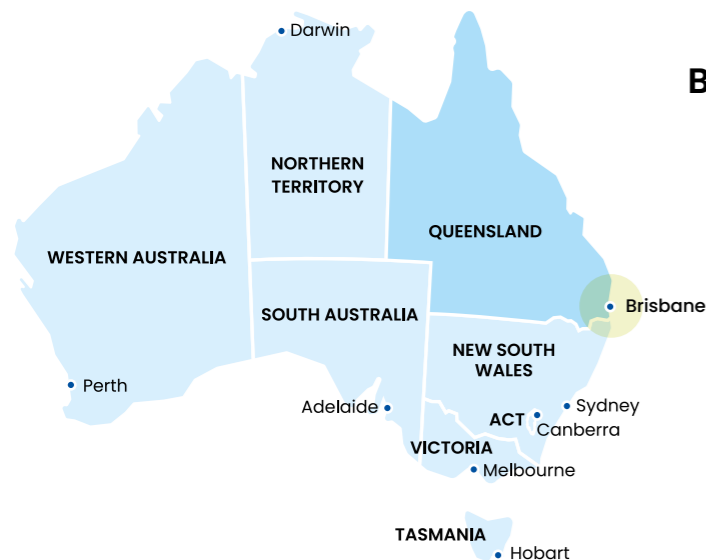 Darwin
B
NORTHERN
TERRITORY
QUEENSLAND
WESTERN AUSTRALIA
Brisbane
SOUTH AUSTRALIA
NEW SOUTH
WALES
Perth
Adelaide
Sydney
ACT
Canberra
VICTORIA
Melbourne
TASMANIA
Hobart